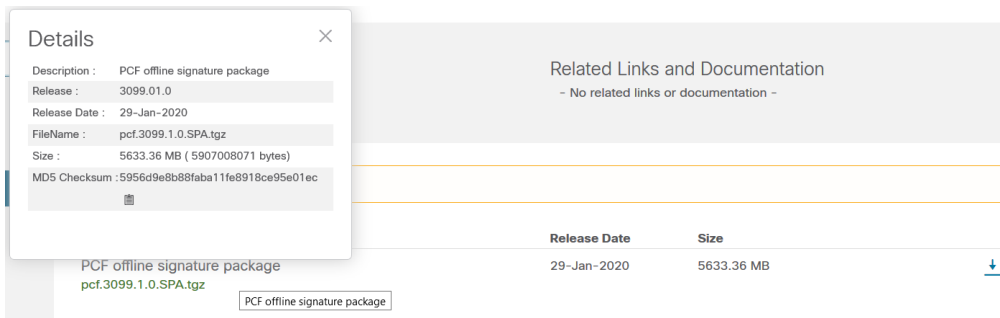 Details
Description : PCF offline signature package
Release : 3099.01.0
Release Date : 29-Jan-2020
FileName : pcf.3099.1.0.SPA.tgz
Size : 5633.36 MB ( 5907008071 bytes)
MD5 Checksum :5956d9e8b88faba11fe8918ce95e01ec
Related Links and Documentation
- No related links or documentation -
Release Date Size
PCF offline signature package 29-Jan-2020 5633.36 MB
pcf.3099.1.0.SPA.tgz
PCF offline signature package